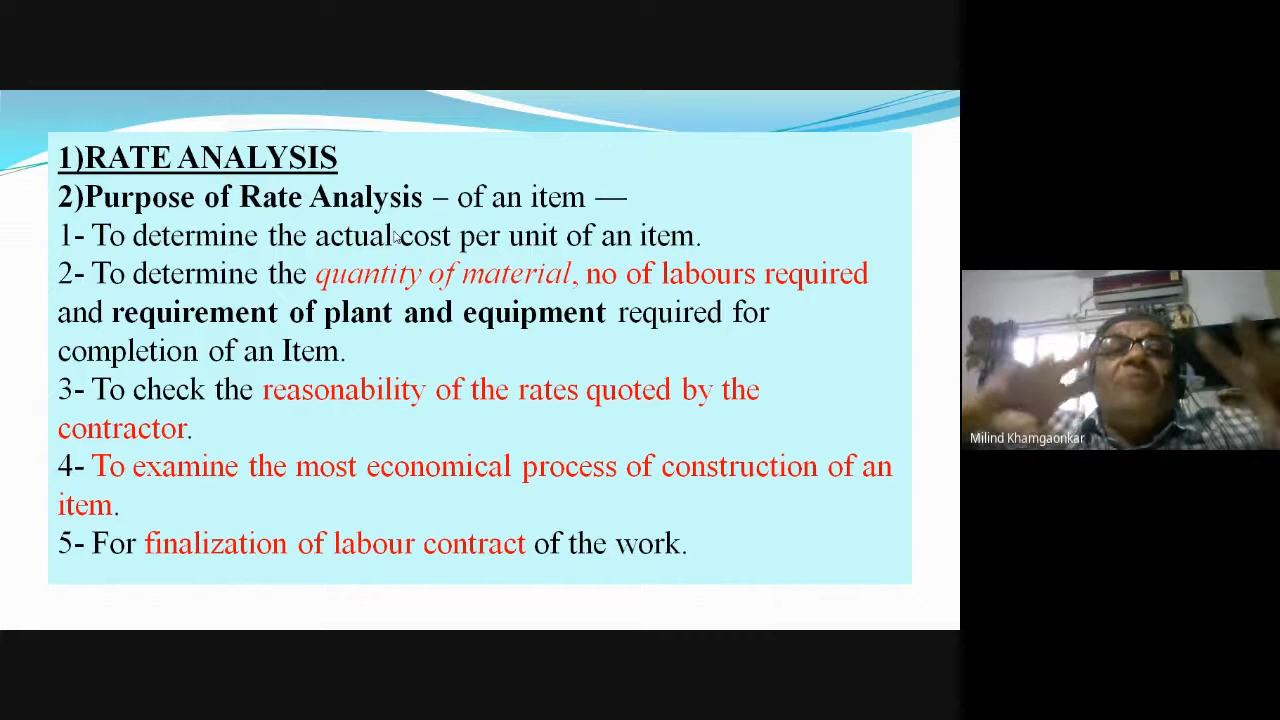 1)RATE ANALYSIS
2)Purpose of Rate Analysis – of an item —
1- To determine the actual cost per unit of an item.
2- To determine the quantity of material, no of labours required
and requirement of plant and equipment required for
completion of an Item.
3- To check the reasonability of the rates quoted by the
contractor.
4- To examine the most economical process of construction of an
item.
5- For finalization of labour contract of the work.
Milind Khamgaonkar